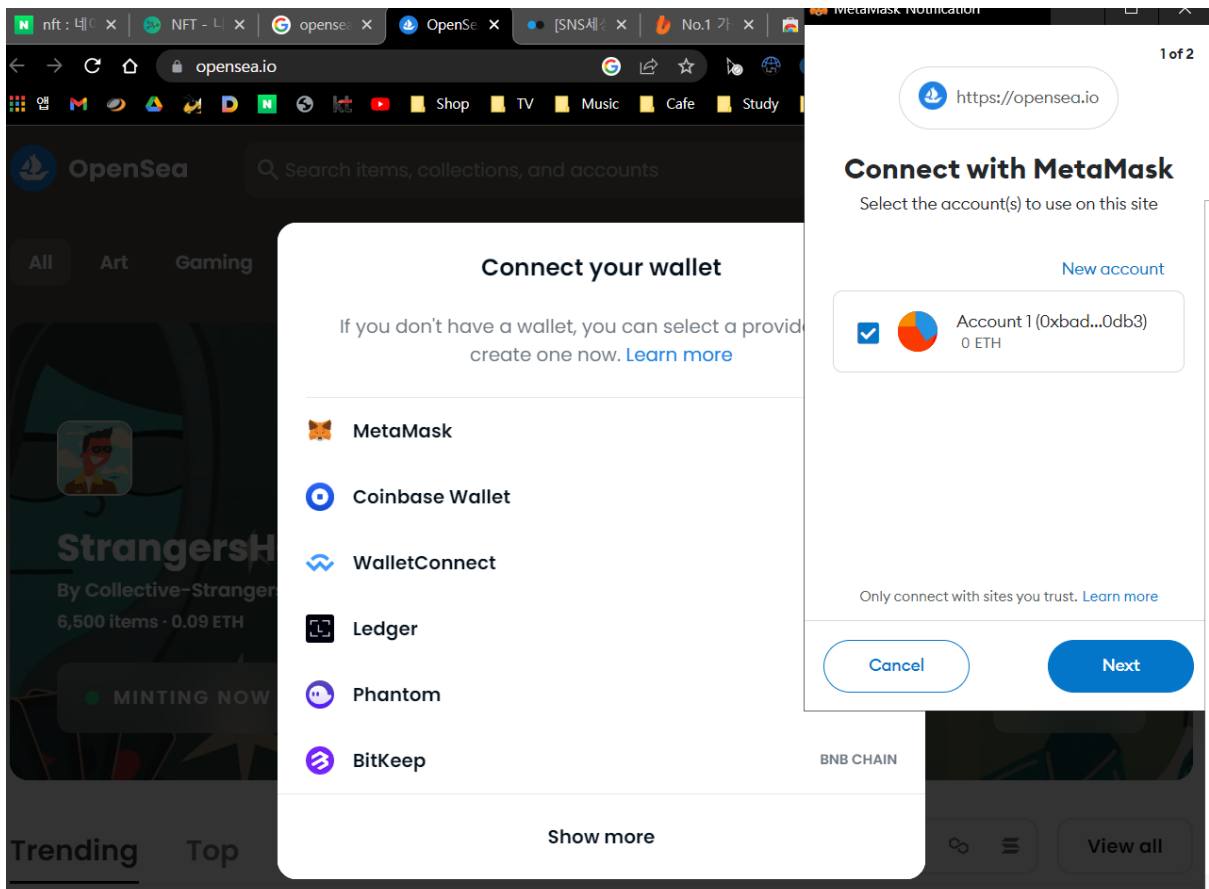 nft : 네이
NFT - 나
opensea
OpenSe
[SNS세상
No.1 가
opensea.io
앱
Shop
TV
Music
Cafe
Study
OpenSea
Search items, collections, and accounts
All
Art
Gaming
Connect your wallet
If you don't have a wallet, you can select a provide
create one now. Learn more
MetaMask
Coinbase Wallet
WalletConnect
Ledger
Phantom
BitKeep
BNB CHAIN
Show more
StrangersH
By Collective-Stranger
6,500 items · 0.09 ETH
MINTING NOW
Trending
Top
View all
MetaMask Notification
1 of 2
https://opensea.io
Connect with MetaMask
Select the account(s) to use on this site
New account
Account 1 (0xbad...0db3)
0 ETH
Only connect with sites you trust. Learn more
Cancel
Next